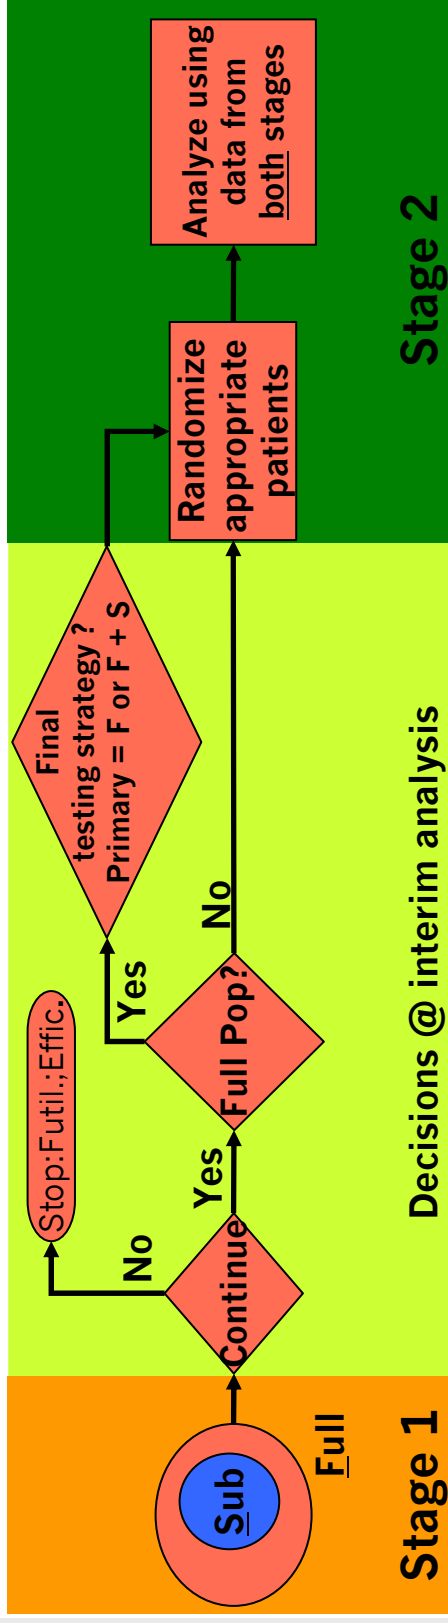 Sub
Full
Stage 1
Continue
No
Yes
Stop:Futil.;Effic.
Full Pop?
Yes
No
Final
testing strategy ?
Primary = F or F + S
Decisions @ interim analysis
Randomize
appropriate
patients
Analyze using
data from
both stages
Stage 2